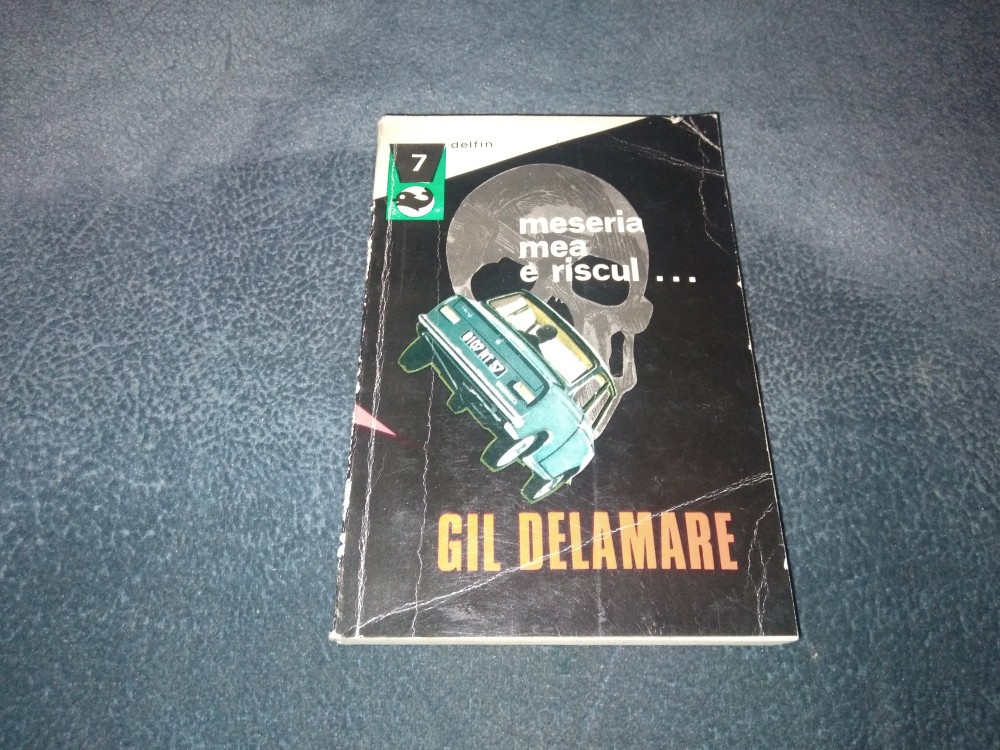 delfin
7
meseria
mea
e riscul ...
GIL DELAMARE